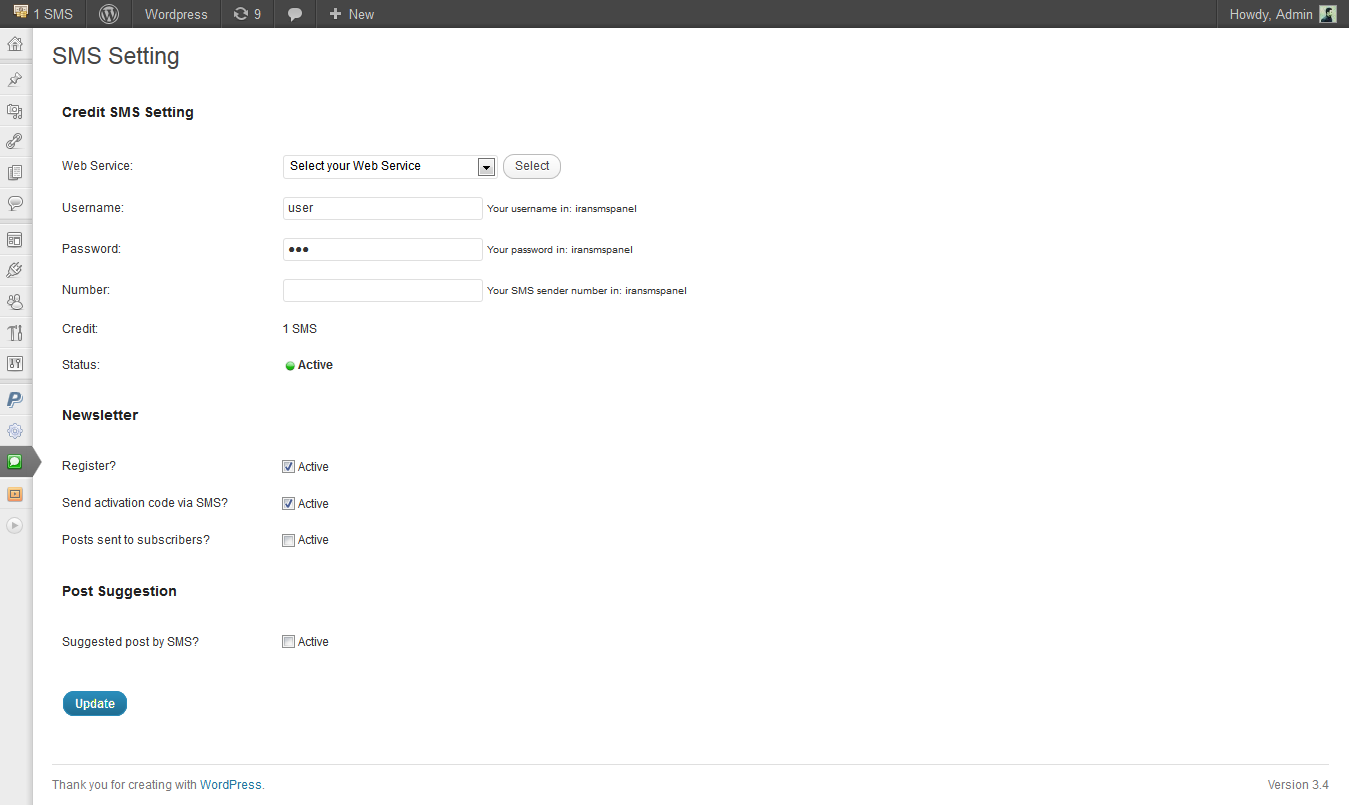 1 SMS Wordpress 9 New Howdy, Admin
SMS Setting
Credit SMS Setting
Web Service: Select your Web Service Select
Username: user Your username in: iransmspanel
Password: ●●● Your password in: iransmspanel
Number: Your SMS sender number in: iransmspanel
Credit: 1 SMS
Status: Active
Newsletter
Register? Active
Send activation code via SMS? Active
Posts sent to subscribers? Active
Post Suggestion
Suggested post by SMS? Active
Update
Thank you for creating with WordPress. Version 3.4